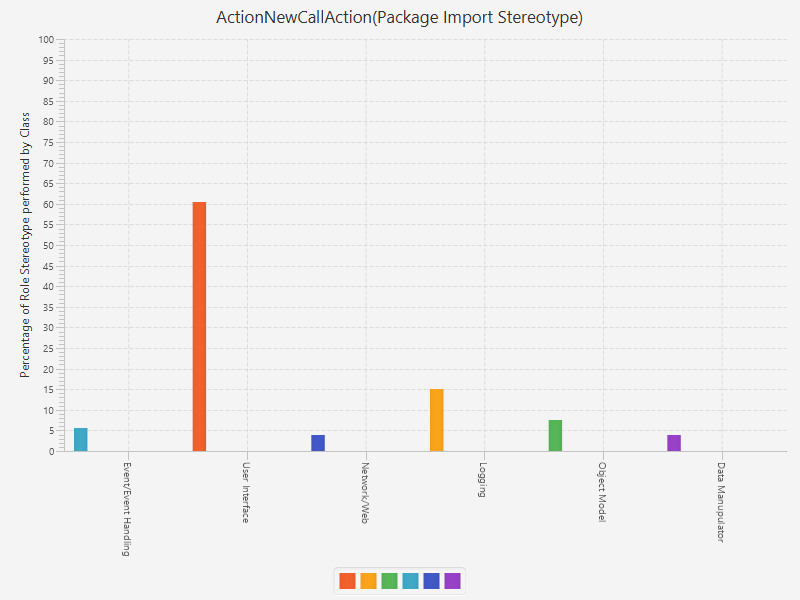 ActionNewCallAction(Package Import Stereotype)
Percentage of Role Stereotype performed by Class
100
95
90
85
80
75
70
65
60
55
50
45
40
35
30
25
20
15
10
5
0
Event/Event Handling
User Interface
Network/Web
Logging
Object Model
Data Manupulator